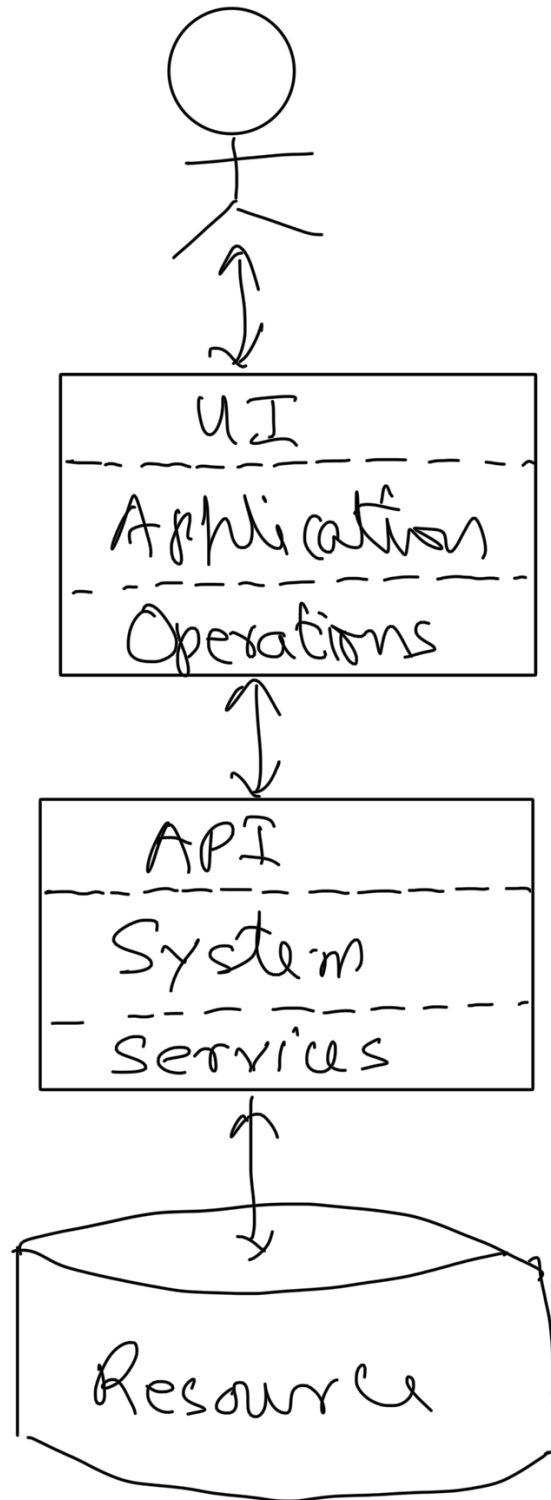 UI
Application
Operations
API
System
Services
Resource